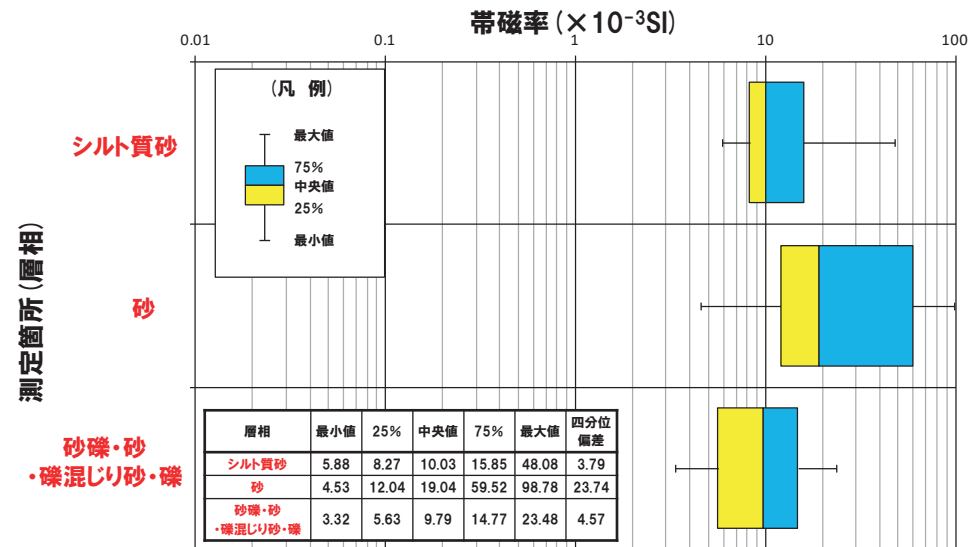 帯磁率(×10⁻³SI)
0.01 0.1 1 10 100
(凡 例)
最大値
75%
中央値
25%
最小値
測定箇所(層相)
シルト質砂
砂
砂礫・砂
・礫混じり砂・礫
層相 最小値 25% 中央値 75% 最大値 四分位
偏差
シルト質砂 5.88 8.27 10.03 15.85 48.08 3.79
砂 4.53 12.04 19.04 59.52 98.78 23.74
砂礫・砂
・礫混じり砂・礫 3.32 5.63 9.79 14.77 23.48 4.57